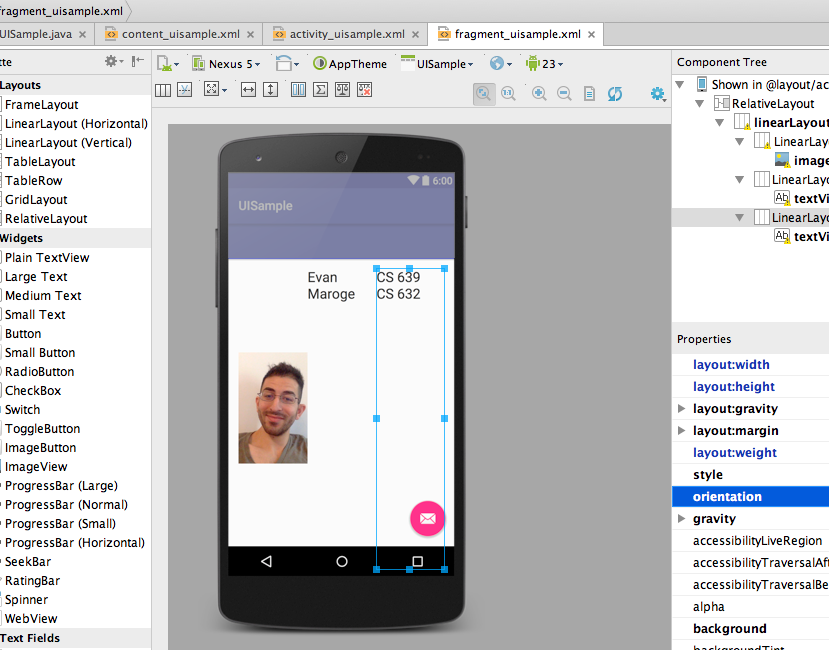 fragment_uisample.xml
UISample.java
content_uisample.xml
activity_uisample.xml
fragment_uisample.xml
tte
Layouts
FrameLayout
LinearLayout (Horizontal)
LinearLayout (Vertical)
TableLayout
TableRow
GridLayout
RelativeLayout
Widgets
Plain TextView
Large Text
Medium Text
Small Text
Button
Small Button
RadioButton
CheckBox
Switch
ToggleButton
ImageButton
ImageView
ProgressBar (Large)
ProgressBar (Normal)
ProgressBar (Small)
ProgressBar (Horizontal)
SeekBar
RatingBar
Spinner
WebView
Text Fields
Nexus 5
AppTheme
UISample
23
1:1
6:00
UISample
Evan CS 639
Maroge CS 632
Component Tree
Shown in @layout/ac
RelativeLayout
linearLayout
LinearLay
image
LinearLayo
Ab textVi
LinearLayo
Ab textVi
Properties
layout:width
layout:height
layout:gravity
layout:margin
layout:weight
style
orientation
gravity
accessibilityLiveRegion
accessibilityTraversalAft
accessibilityTraversalBe
alpha
background
backgroundTint